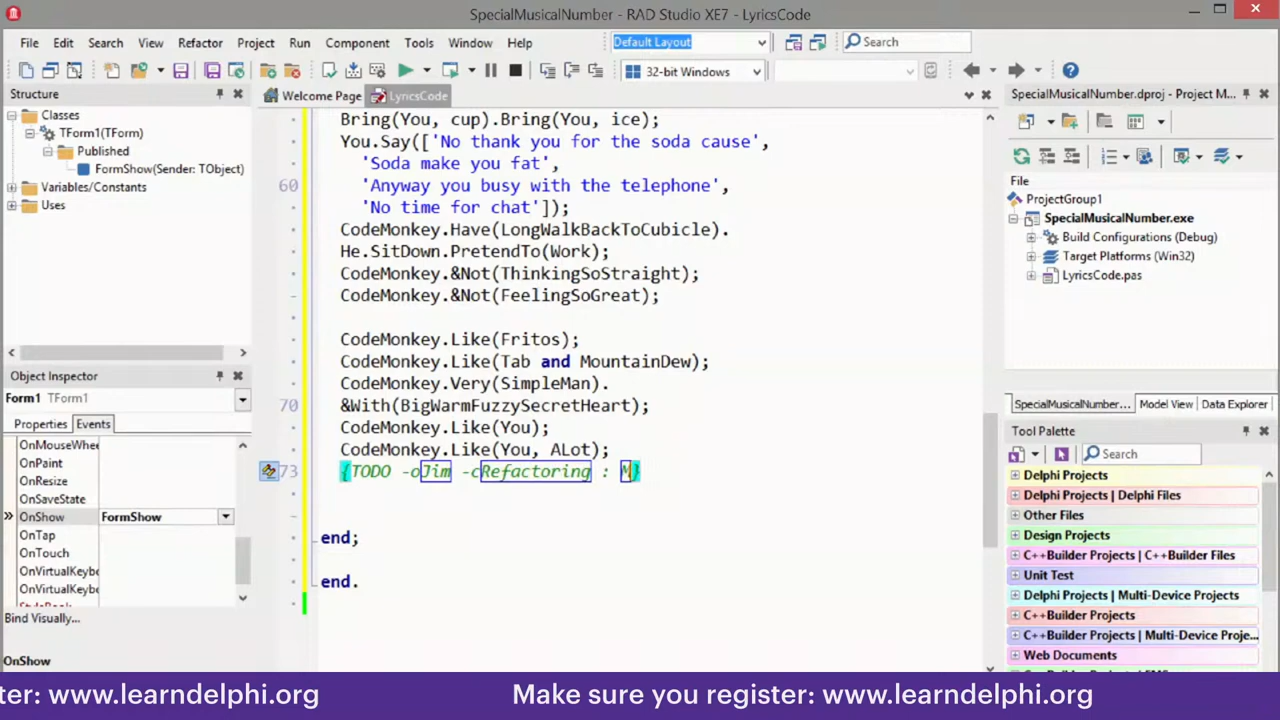 SpecialMusicalNumber - RAD Studio XE7 - LyricsCode
File Edit Search View Refactor Project Run Component Tools Window Help
Default Layout
Search
32-bit Windows
Structure
Classes
TForm1(TForm)
Published
FormShow(Sender: TObject)
Variables/Constants
Uses
Object Inspector
Form1 TForm1
Properties Events
OnMouseWhee
OnPaint
OnResize
OnSaveState
OnShow FormShow
OnTap
OnTouch
OnVirtualKeybo
OnVirtualKeybo
Bind Visually...
OnShow
Welcome Page LyricsCode
Bring(You, cup).Bring(You, ice);
You.Say(['No thank you for the soda cause',
'Soda make you fat',
60 'Anyway you busy with the telephone',
'No time for chat']);
CodeMonkey.Have(LongWalkBackToCubicle).
He.SitDown.PretendTo(Work);
CodeMonkey.&Not(ThinkingSoStraight);
CodeMonkey.&Not(FeelingSoGreat);
CodeMonkey.Like(Fritos);
CodeMonkey.Like(Tab and MountainDew);
CodeMonkey.Very(SimpleMan).
70 &With(BigWarmFuzzySecretHeart);
CodeMonkey.Like(You);
CodeMonkey.Like(You, ALot);
73 {TODO -oJim -cRefactoring : M}
end;
end.
SpecialMusicalNumber.dproj - Project M...
File
ProjectGroup1
SpecialMusicalNumber.exe
Build Configurations (Debug)
Target Platforms (Win32)
LyricsCode.pas
SpecialMusicalNumber... Model View Data Explorer
Tool Palette
Search
Delphi Projects
Delphi Projects | Delphi Files
Other Files
Design Projects
C++Builder Projects | C++Builder Files
Unit Test
Delphi Projects | Multi-Device Projects
C++Builder Projects
C++Builder Projects | Multi-Device Proje...
Web Documents
ter: www.learndelphi.org Make sure you register: www.learndelphi.org